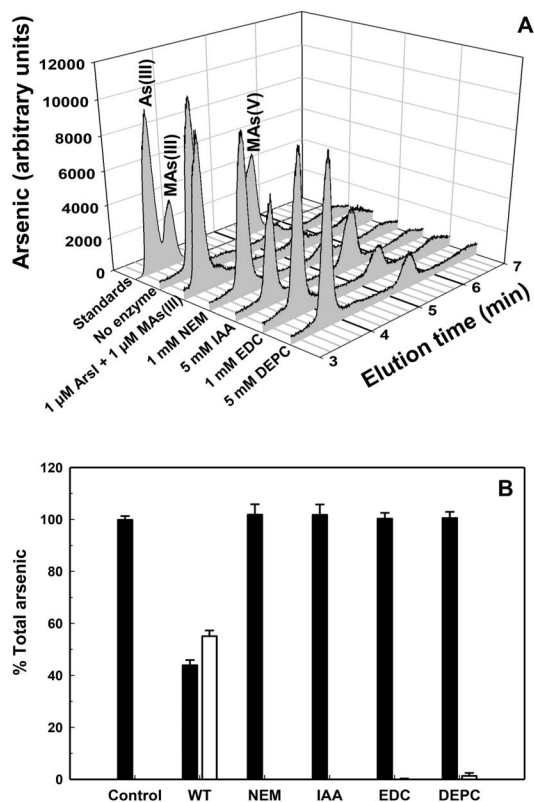 A
Arsenic (arbitrary units)
12000
10000
8000
6000
4000
2000
0
As(III)
MAs(III)
MAs(V)
Standards
No enzyme
1 µM ArsI + 1 µM MAs(III)
1 mM NEM
5 mM IAA
1 mM EDC
5 mM DEPC
3
4
5
6
7
Elution time (min)
B
% Total arsenic
120
100
80
60
40
20
0
Control WT NEM IAA EDC DEPC